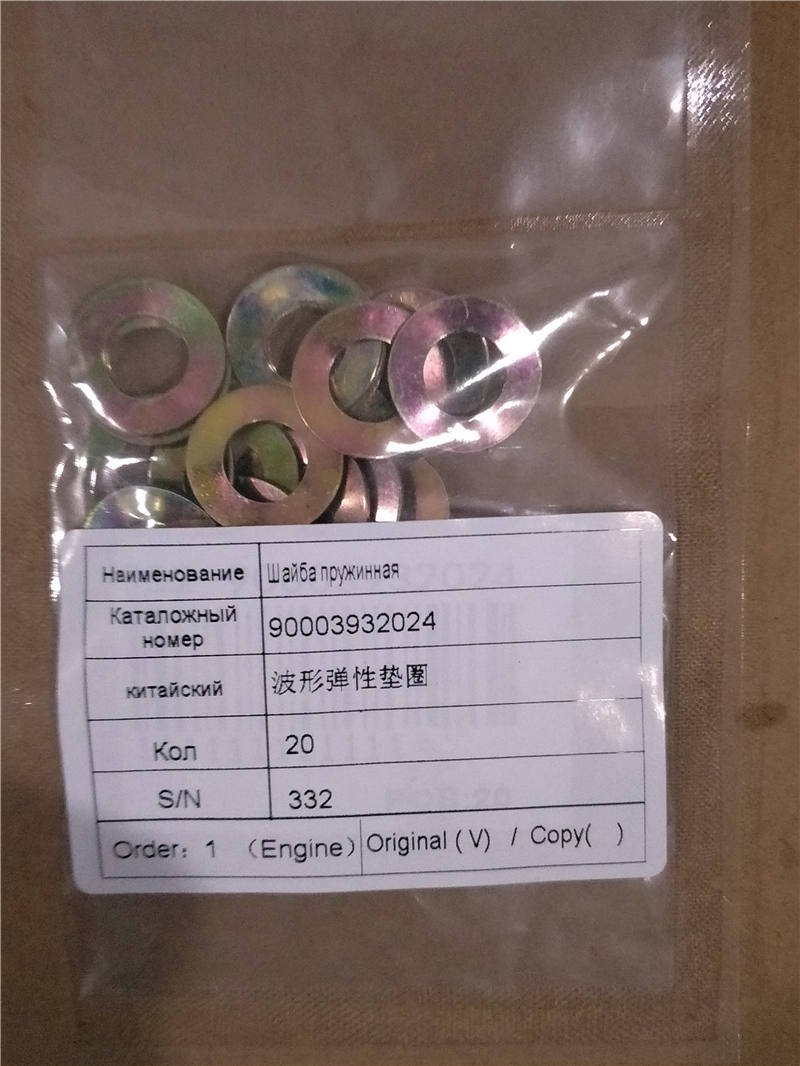 Наименование Шайба пружинная
Каталожный номер 90003932024
китайский 波形弹性垫圈
Кол 20
S/N 332
Order: 1 （Engine） Original ( V) / Copy( )